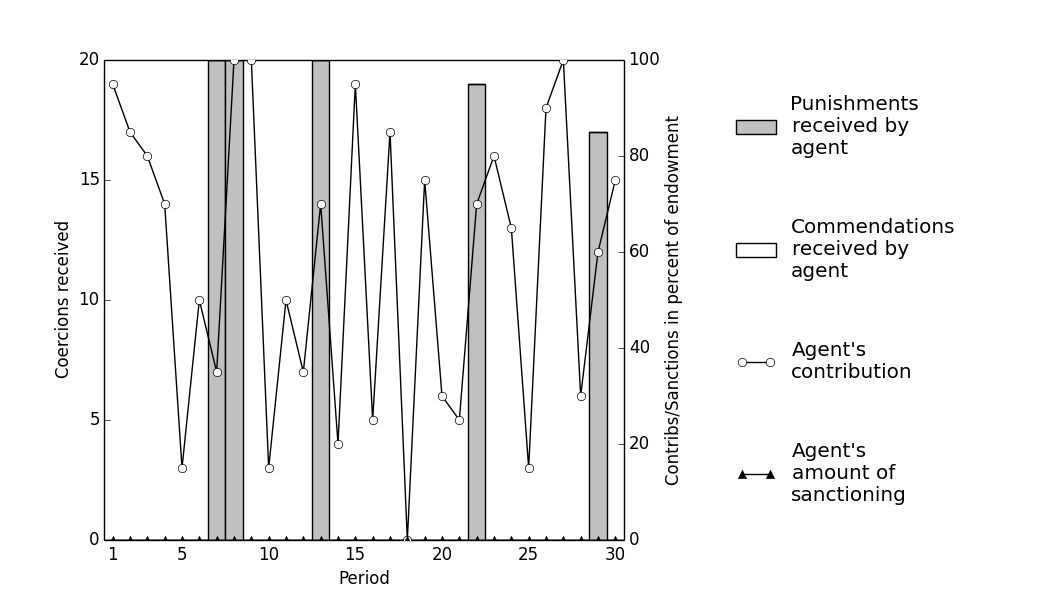 20
15
10
5
0
Coercions received
1
5
10
15
20
25
30
Period
100
80
60
40
20
0
Contribs/Sanctions in percent of endowment
Punishments
received by
agent
Commendations
received by
agent
Agent's
contribution
Agent's
amount of
sanctioning